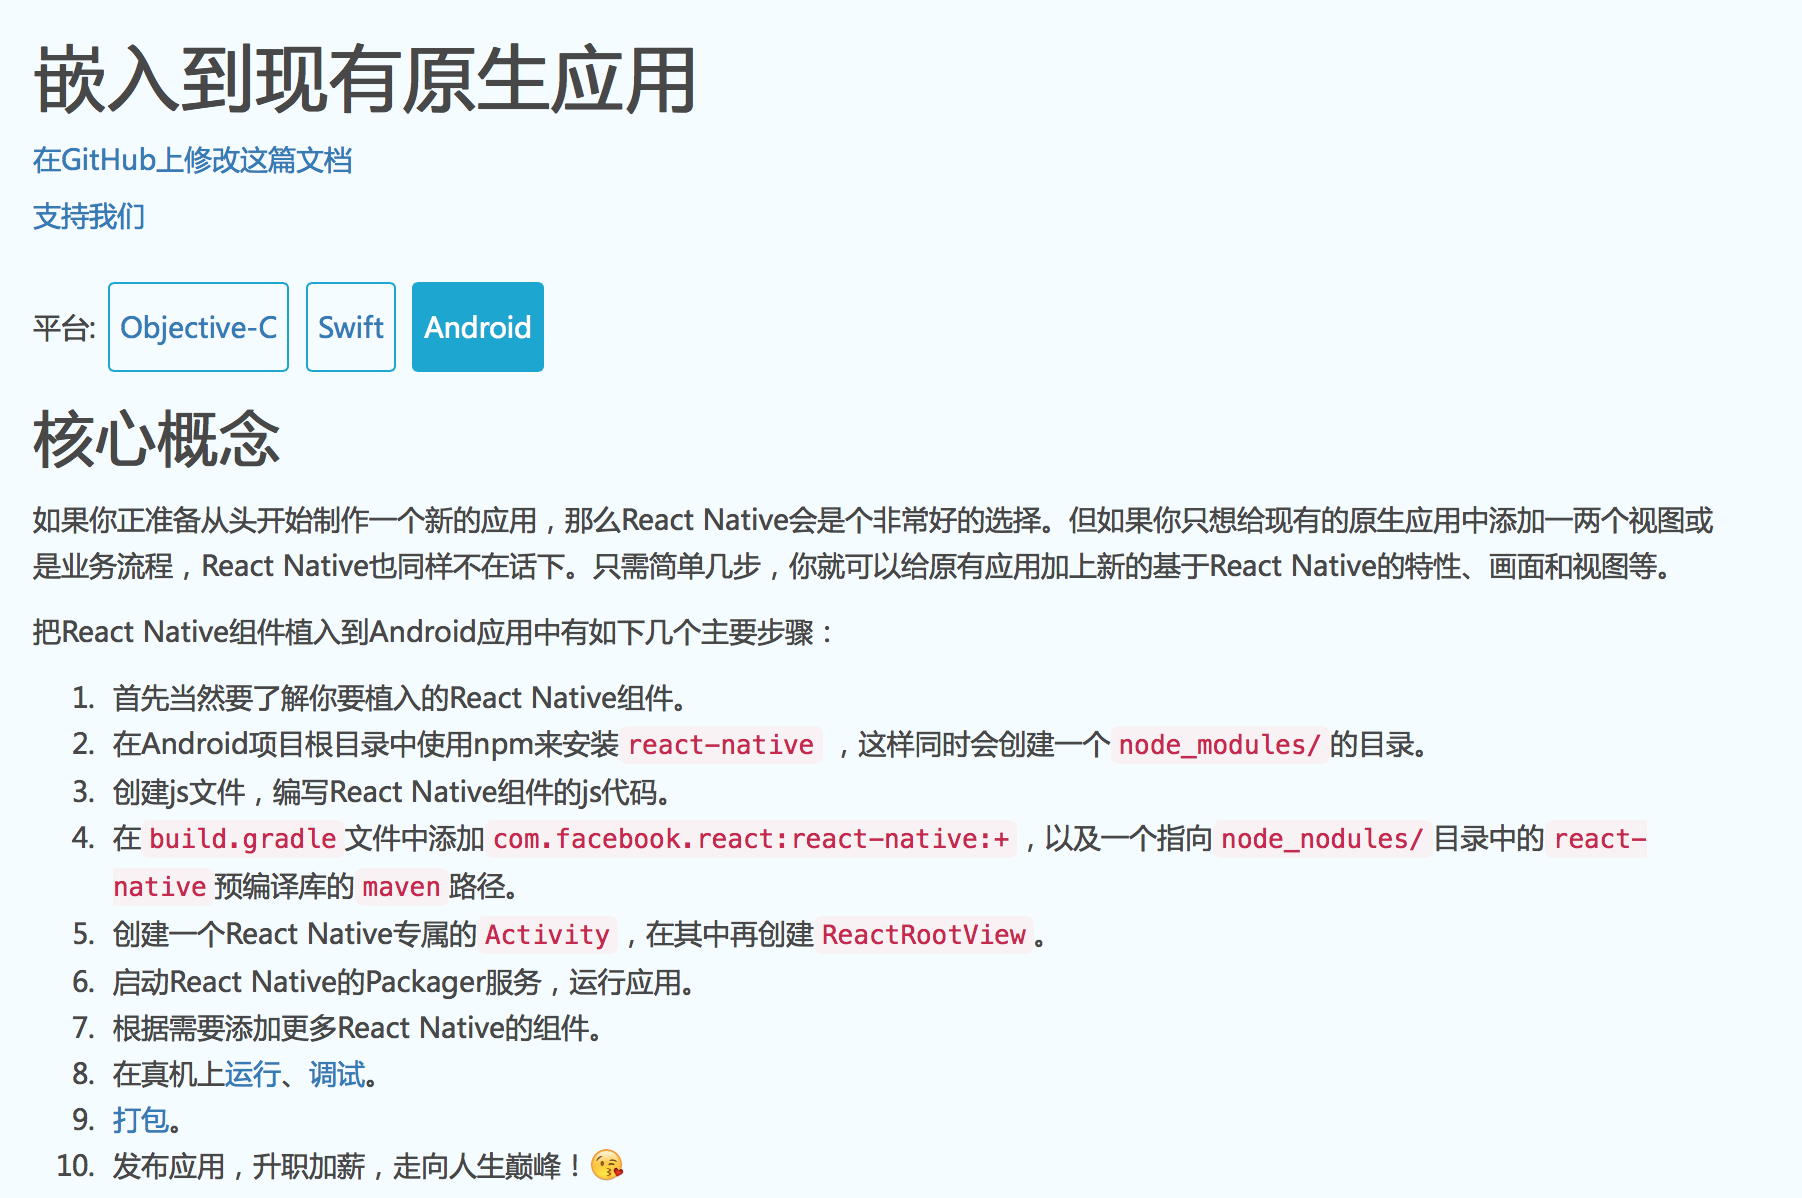 嵌入到现有原生应用
在GitHub上修改这篇文档
支持我们
平台: Objective-C Swift Android
核心概念
如果你正准备从头开始制作一个新的应用，那么React Native会是个非常好的选择。但如果你只想给现有的原生应用中添加一两个视图或
是业务流程，React Native也同样不在话下。只需简单几步，你就可以给原有应用加上新的基于React Native的特性、画面和视图等。
把React Native组件植入到Android应用中有如下几个主要步骤：
1. 首先当然要了解你要植入的React Native组件。
2. 在Android项目根目录中使用npm来安装 react-native ，这样同时会创建一个 node_modules/ 的目录。
3. 创建js文件，编写React Native组件的js代码。
4. 在 build.gradle 文件中添加 com.facebook.react:react-native:+ ，以及一个指向 node_nodules/ 目录中的 react-
native 预编译库的 maven 路径。
5. 创建一个React Native专属的 Activity ，在其中再创建 ReactRootView 。
6. 启动React Native的Packager服务，运行应用。
7. 根据需要添加更多React Native的组件。
8. 在真机上运行、调试。
9. 打包。
10. 发布应用，升职加薪，走向人生巅峰！😘